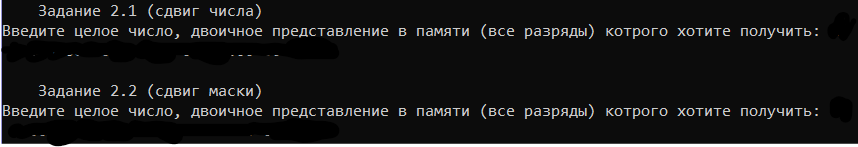 Задание 2.1 (сдвиг числа)
Введите целое число, двоичное представление в памяти (все разряды) котрого хотите получить:
Задание 2.2 (сдвиг маски)
Введите целое число, двоичное представление в памяти (все разряды) котрого хотите получить: